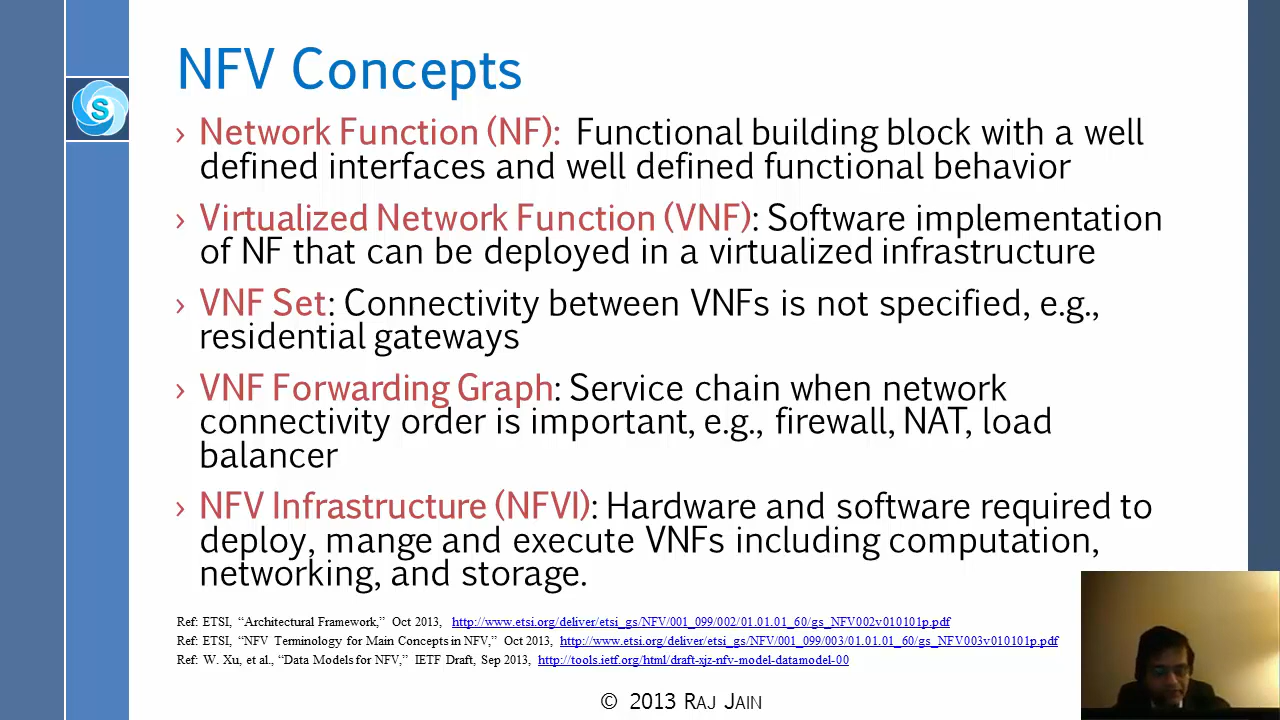 S
NFV Concepts
› Network Function (NF): Functional building block with a well
defined interfaces and well defined functional behavior
› Virtualized Network Function (VNF): Software implementation
of NF that can be deployed in a virtualized infrastructure
› VNF Set: Connectivity between VNFs is not specified, e.g.,
residential gateways
› VNF Forwarding Graph: Service chain when network
connectivity order is important, e.g., firewall, NAT, load
balancer
› NFV Infrastructure (NFVI): Hardware and software required to
deploy, mange and execute VNFs including computation,
networking, and storage.
Ref: ETSI, “Architectural Framework,” Oct 2013, http://www.etsi.org/deliver/etsi_gs/NFV/001_099/002/01.01.01_60/gs_NFV002v010101p.pdf
Ref: ETSI, “NFV Terminology for Main Concepts in NFV,” Oct 2013, http://www.etsi.org/deliver/etsi_gs/NFV/001_099/003/01.01.01_60/gs_NFV003v010101p.pdf
Ref: W. Xu, et al., “Data Models for NFV,” IETF Draft, Sep 2013, http://tools.ietf.org/html/draft-xjz-nfv-model-datamodel-00
© 2013 RAJ JAIN